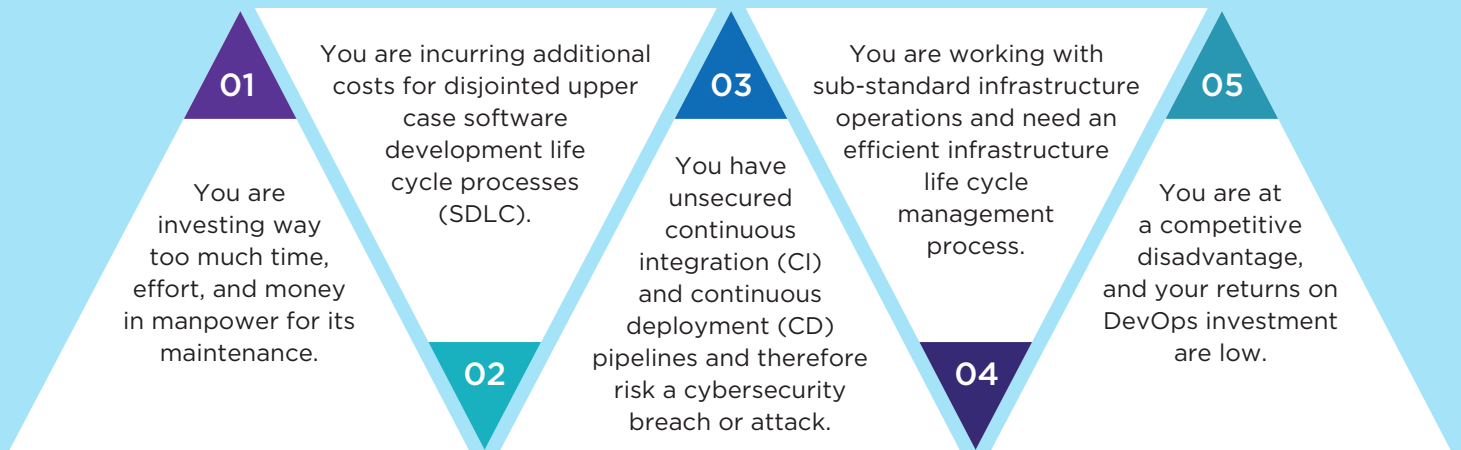 01
You are
investing way
too much time,
effort, and money
in manpower for its
maintenance.
You are incurring additional
costs for disjointed upper
case software
development life
cycle processes
(SDLC).
02
03
You have
unsecured
continuous
integration (CI)
and continuous
deployment (CD)
pipelines and therefore
risk a cybersecurity
breach or attack.
You are working with
sub-standard infrastructure
operations and need an
efficient infrastructure
life cycle
management
process.
04
05
You are at
a competitive
disadvantage,
and your returns on
DevOps investment
are low.